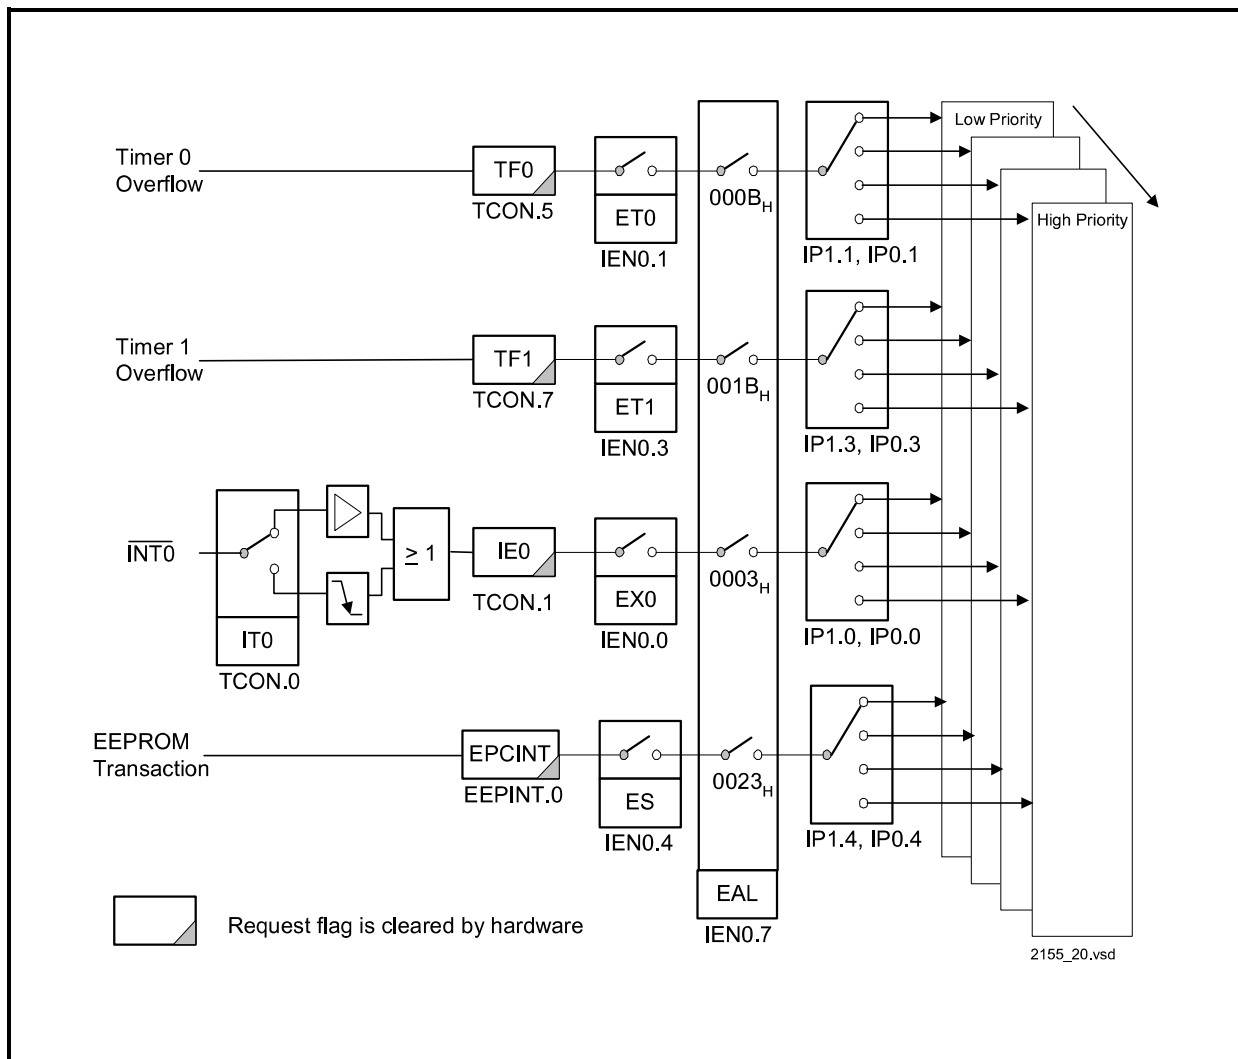 Low Priority
Timer 0
Overflow
TF0
TCON.5
ET0
IEN0.1
000BH
IP1.1, IP0.1
High Priority
Timer 1
Overflow
TF1
TCON.7
ET1
IEN0.3
001BH
IP1.3, IP0.3
INT0
IT0
TCON.0
≥ 1
IE0
TCON.1
EX0
IEN0.0
0003H
IP1.0, IP0.0
EEPROM
Transaction
EPCINT
EEPINT.0
ES
IEN0.4
0023H
IP1.4, IP0.4
EAL
IEN0.7
Request flag is cleared by hardware
2155_20.vsd